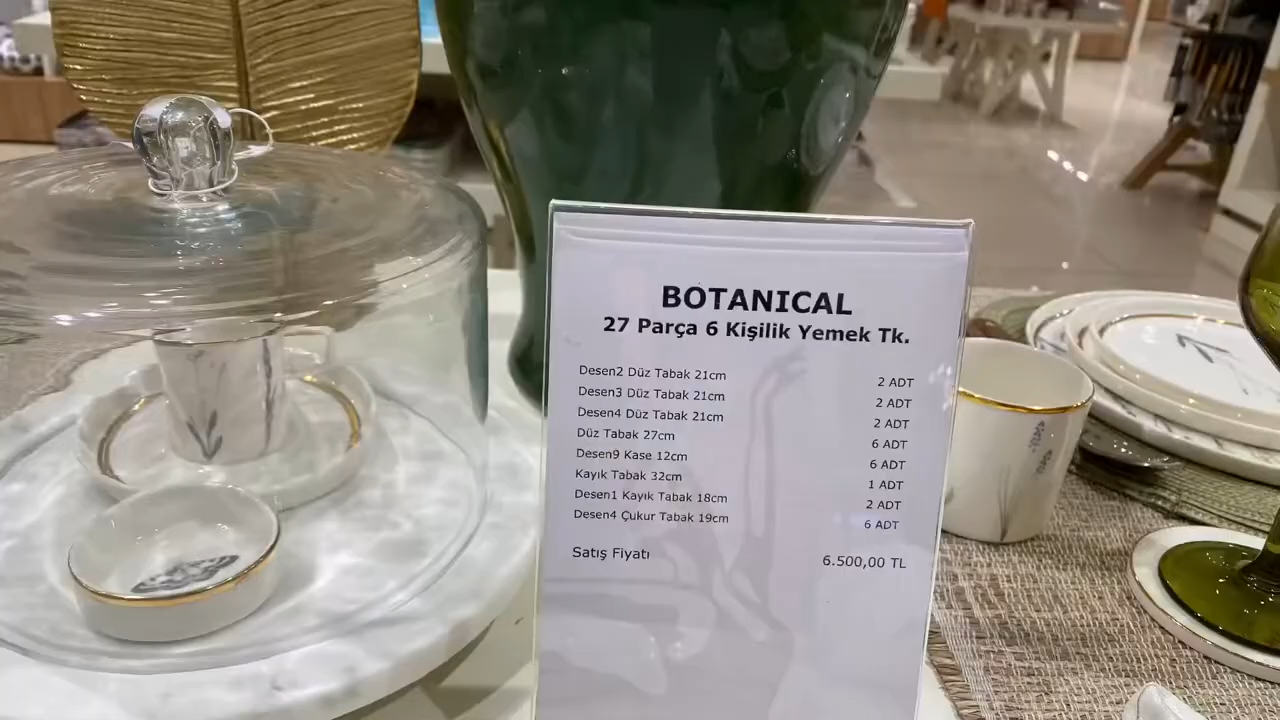 BOTANICAL
27 Parça 6 Kişilik Yemek Tk.
Desen2 Düz Tabak 21cm 2 ADT
Desen3 Düz Tabak 21cm 2 ADT
Desen4 Düz Tabak 21cm 2 ADT
Düz Tabak 27cm 6 ADT
Desen9 Kase 12cm 6 ADT
Kayık Tabak 32cm 1 ADT
Desen1 Kayık Tabak 18cm 2 ADT
Desen4 Çukur Tabak 19cm 6 ADT
Satış Fiyatı 6.500,00 TL